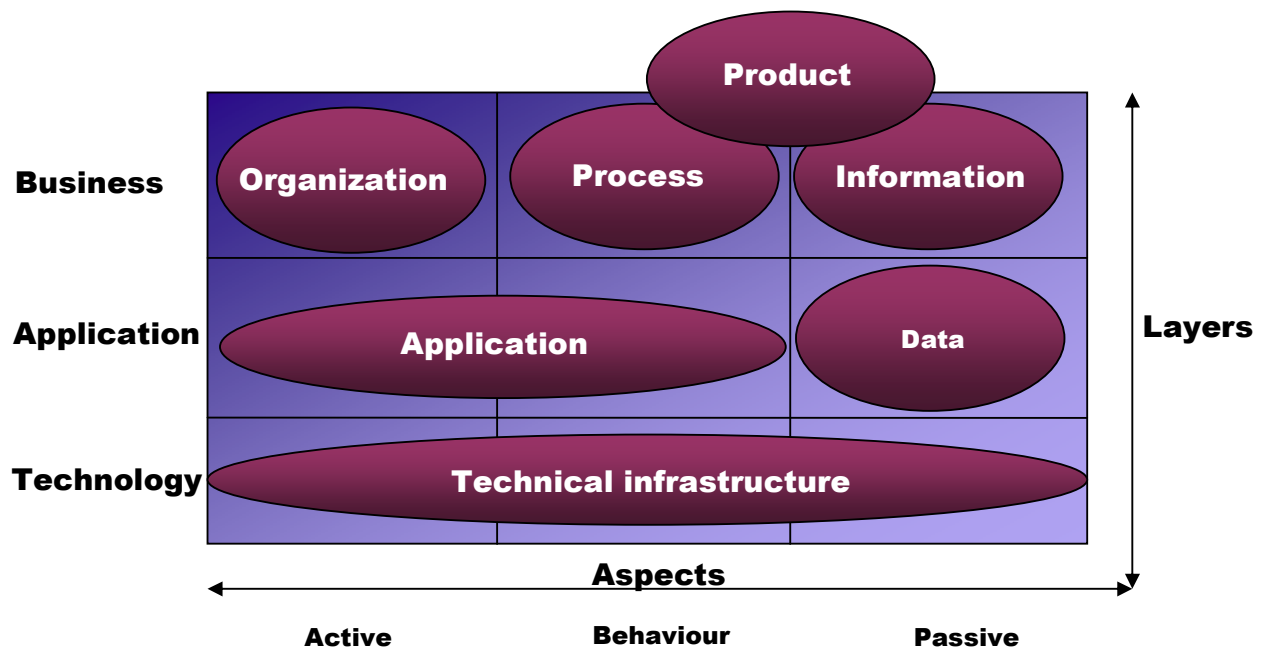 Product
Business
Organization
Process
Information
Application
Application
Data
Layers
Technology
Technical infrastructure
Aspects
Active
Behaviour
Passive